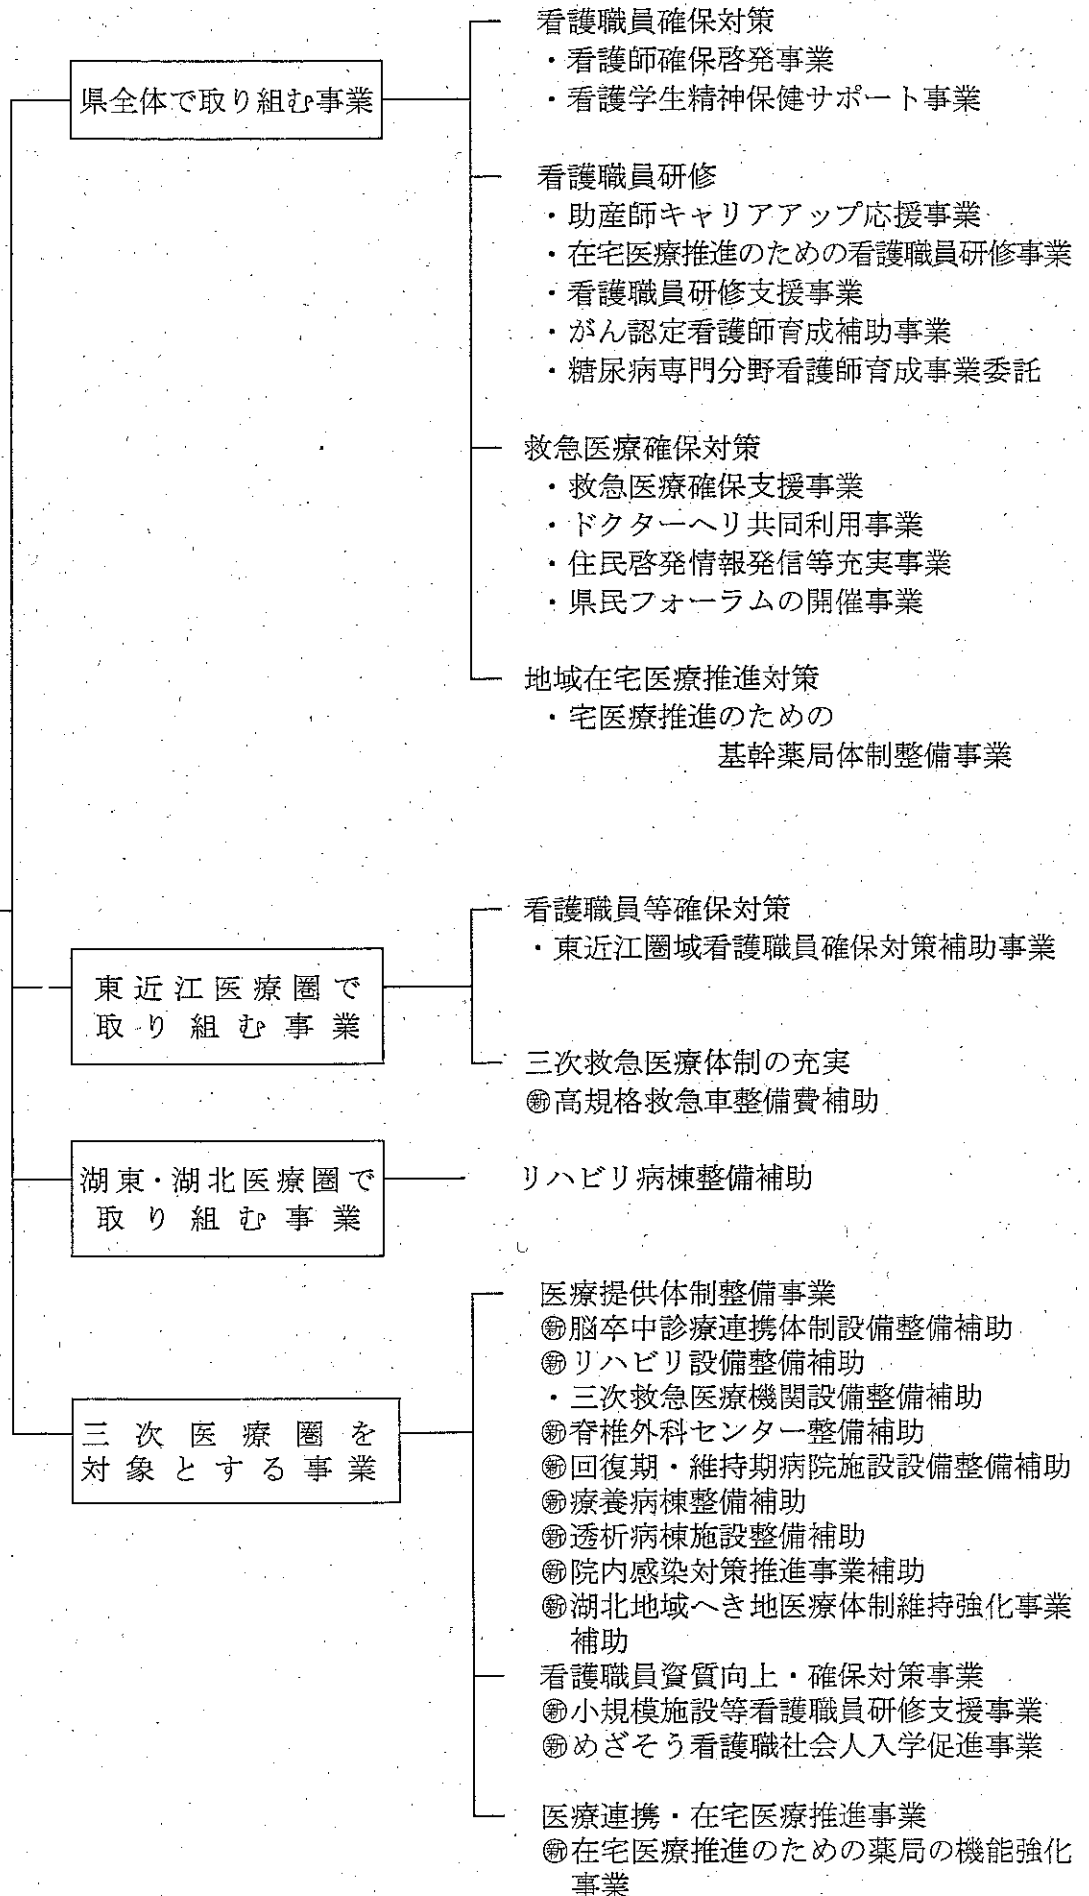 県全体で取り組む事業
看護職員確保対策
・看護師確保啓発事業
・看護学生精神保健サポート事業
看護職員研修
・助産師キャリアアップ応援事業
・在宅医療推進のための看護職員研修事業
・看護職員研修支援事業
・がん認定看護師育成補助事業
・糖尿病専門分野看護師育成事業委託
救急医療確保対策
・救急医療確保支援事業
・ドクターヘリ共同利用事業
・住民啓発情報発信等充実事業
・県民フォーラムの開催事業
地域在宅医療推進対策
・宅医療推進のための
基幹薬局体制整備事業
東近江医療圏で
取り組む事業
看護職員等確保対策
・東近江圏域看護職員確保対策補助事業
三次救急医療体制の充実
㊟高規格救急車整備費補助
湖東・湖北医療圏で
取り組む事業
リハビリ病棟整備補助
三次医療圏を
対象とする事業
医療提供体制整備事業
新脳卒中診療連携体制設備整備補助
新リハビリ設備整備補助
・三次救急医療機関設備整備補助
新脊椎外科センター整備補助
新回復期・維持期病院施設設備整備補助
新療養病棟整備補助
新透析病棟施設整備補助
新院内感染対策推進事業補助
新湖北地域へき地医療体制維持強化事業
補助
看護職員資質向上・確保対策事業
新小規模施設等看護職員研修支援事業
新めざそう看護職社会人入学促進事業
医療連携・在宅医療推進事業
新在宅医療推進のための薬局の機能強化
事業